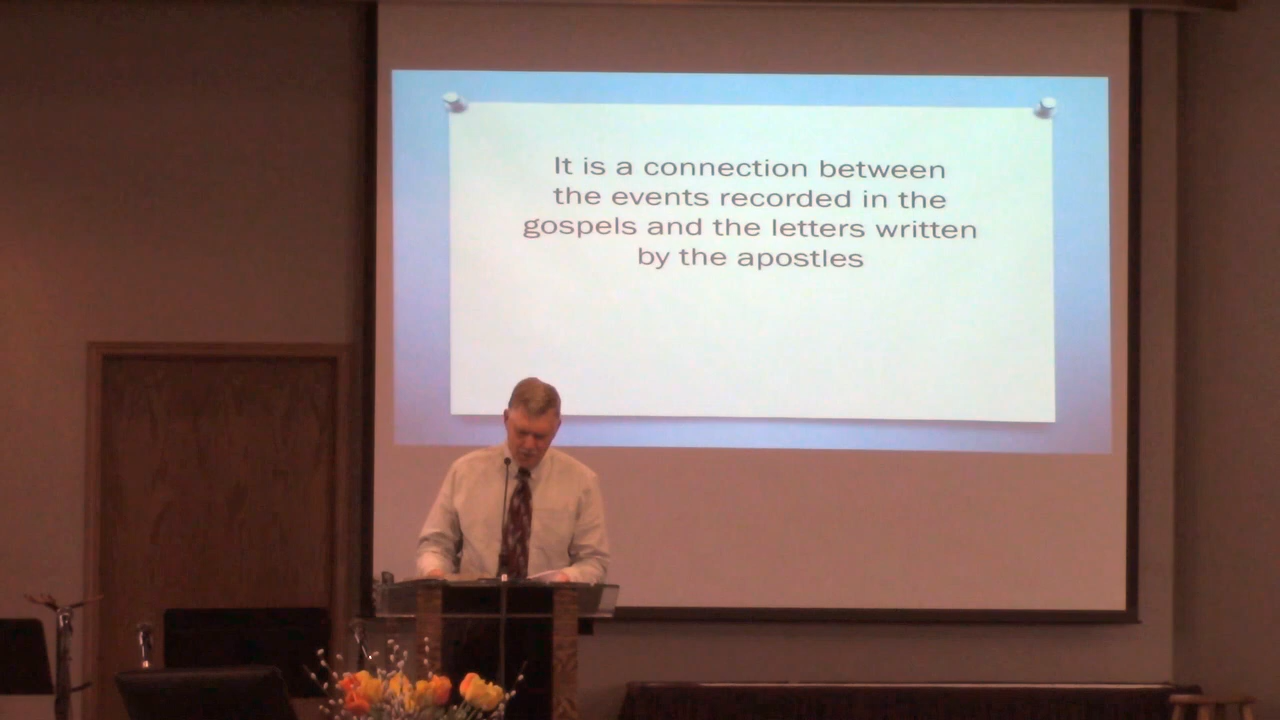 It is a connection between
the events recorded in the
gospels and the letters written
by the apostles